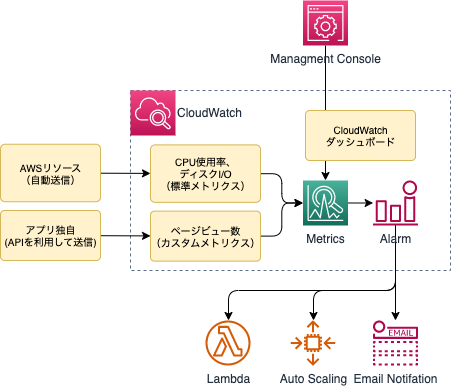 Managment Console
CloudWatch
CloudWatch
ダッシュボード
AWSリソース
（自動送信）
CPU使用率、
ディスクI/O
（標準メトリクス）
アプリ独自
(APIを利用して送信)
ページビュー数
（カスタムメトリクス）
Metrics
Alarm
EMAIL
Lambda
Auto Scaling
Email Notifation